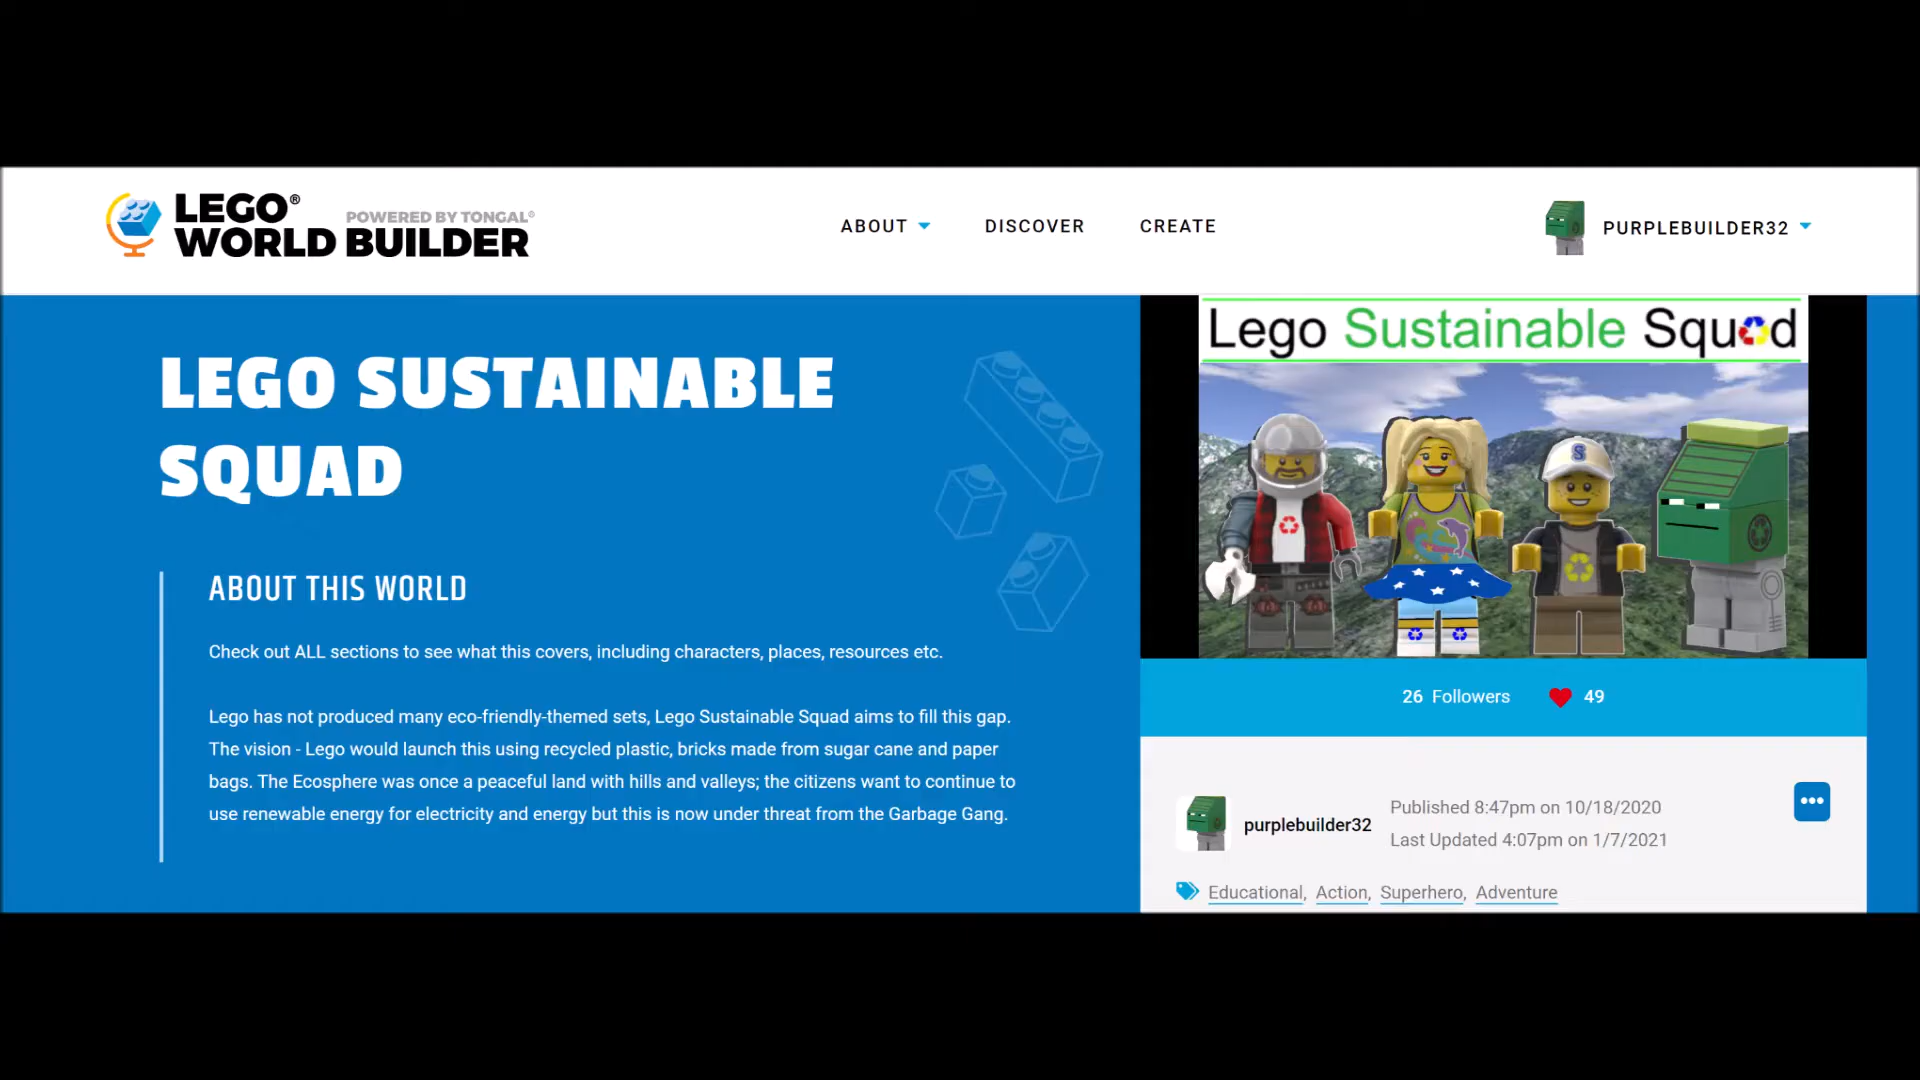 LEGO®
WORLD BUILDER
POWERED BY TONGAL®
ABOUT
DISCOVER
CREATE
PURPLEBUILDER32
LEGO SUSTAINABLE
SQUAD
ABOUT THIS WORLD
Check out ALL sections to see what this covers, including characters, places, resources etc.
Lego has not produced many eco-friendly-themed sets, Lego Sustainable Squad aims to fill this gap.
The vision - Lego would launch this using recycled plastic, bricks made from sugar cane and paper
bags. The Ecosphere was once a peaceful land with hills and valleys; the citizens want to continue to
use renewable energy for electricity and energy but this is now under threat from the Garbage Gang.
Lego Sustainable Squad
S
26 Followers
49
purplebuilder32
Published 8:47pm on 10/18/2020
Last Updated 4:07pm on 1/7/2021
Educational, Action, Superhero, Adventure